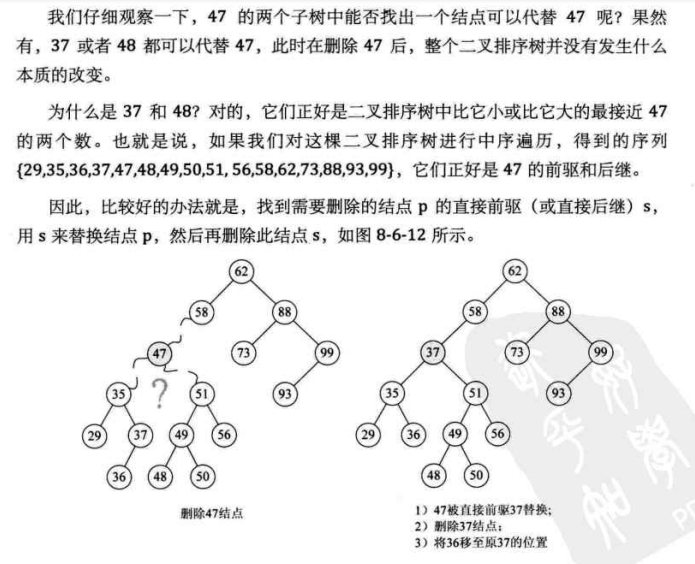 我们仔细观察一下，47 的两个子树中能否找出一个结点可以代替 47 呢？果然
有，37 或者 48 都可以代替 47，此时在删除 47 后，整个二叉排序树并没有发生什么
本质的改变。
为什么是 37 和 48？对的，它们正好是二叉排序树中比它小或比它大的最接近 47
的两个数。也就是说，如果我们对这棵二叉排序树进行中序遍历，得到的序列
{29,35,36,37,47,48,49,50,51, 56,58,62,73,88,93,99}，它们正好是 47 的前驱和后继。
因此，比较好的办法就是，找到需要删除的结点 p 的直接前驱（或直接后继）s，
用 s 来替换结点 p，然后再删除此结点 s，如图 8-6-12 所示。
62
58 88
47 73 99
35 ? 51 93
29 37 49 56
36 48 50
删除47结点
62
58 88
37 73 99
35 51 93
29 36 49 56
48 50
1）47被直接前驱37替换;
2）删除37结点;
3）将36移至原37的位置